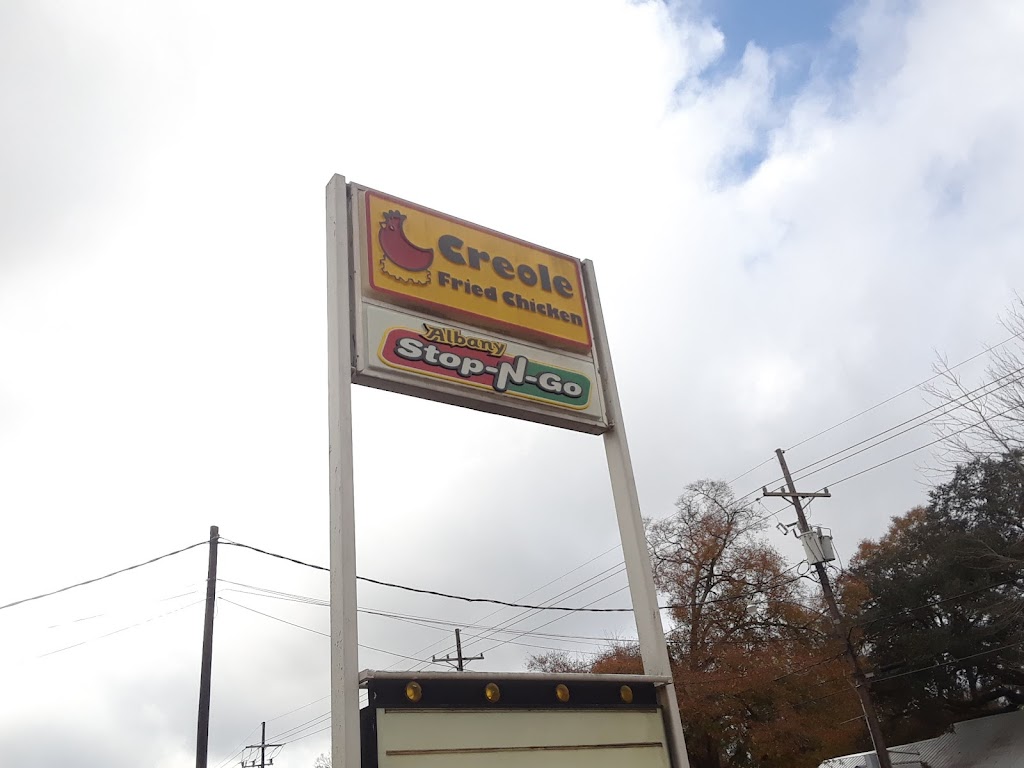 Creole
Fried Chicken
Albany
Stop-N-Go